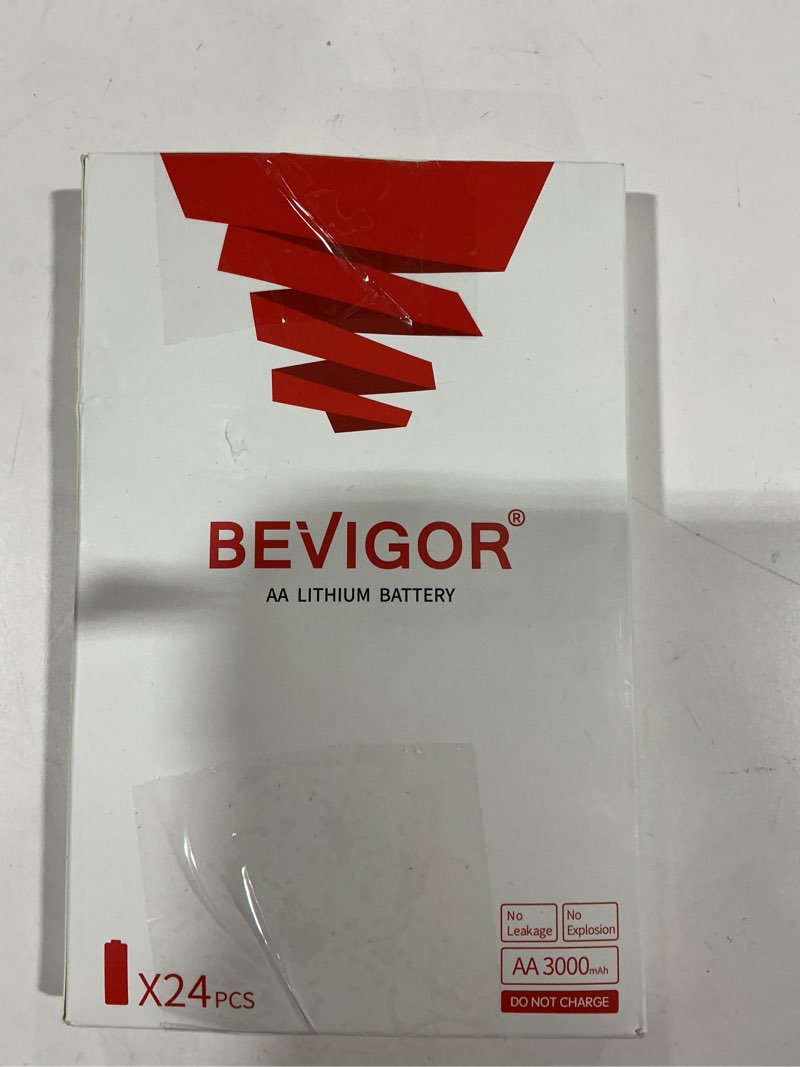 BEVIGOR®
AA LITHIUM BATTERY
No Leakage
No Explosion
AA 3000mAh
DO NOT CHARGE
X24PCS